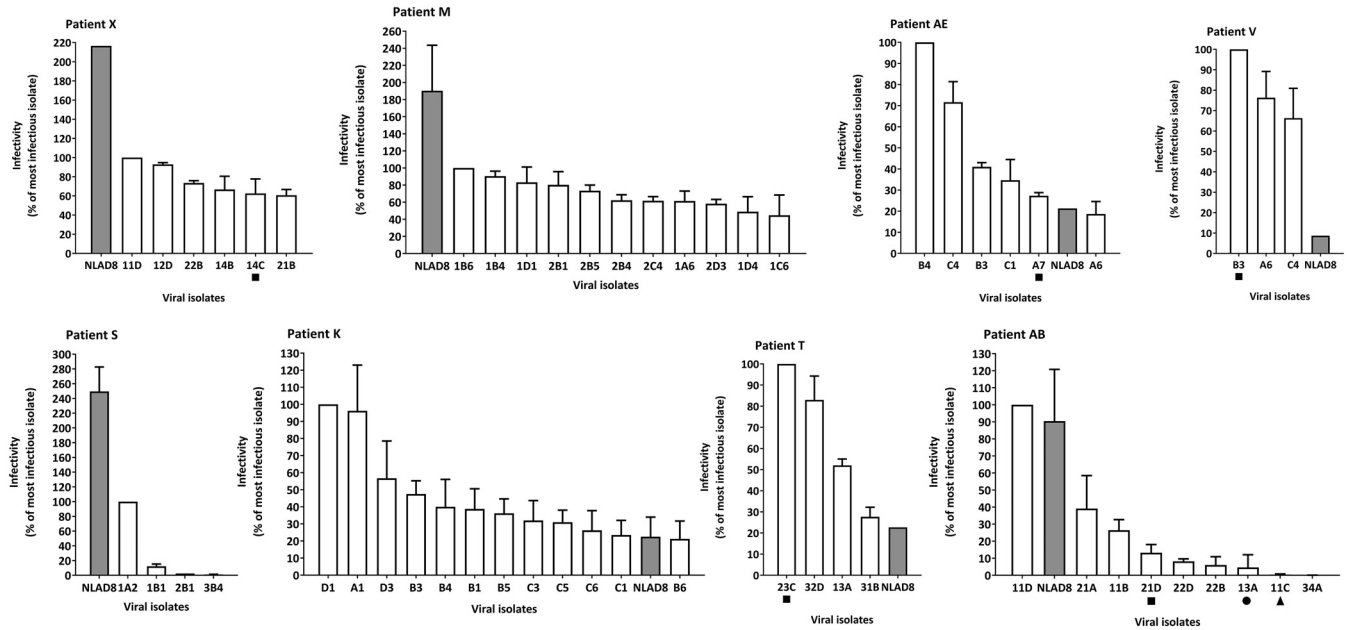 Patient X
Infectivity
(% of most infectious isolate)
220
200
180
160
140
120
100
80
60
40
20
0
NLAD8 11D 12D 22B 14B 14C 21B
Viral isolates
Patient M
Infectivity
(% of most infectious isolate)
260
240
220
200
180
160
140
120
100
80
60
40
20
0
NLAD8 1B6 1B4 1D1 2B1 2B5 2B4 2C4 1A6 2D3 1D4 1C6
Viral isolates
Patient AE
Infectivity
(% of most infectious isolate)
100
90
80
70
60
50
40
30
20
10
0
B4 C4 B3 C1 A7 NLAD8 A6
Viral isolates
Patient V
Infectivity
(% of most infectious isolate)
100
90
80
70
60
50
40
30
20
10
0
B3 A6 C4 NLAD8
Viral isolates
Patient S
Infectivity
(% of most infectious isolate)
300
280
260
240
220
200
180
160
140
120
100
80
60
40
20
0
NLAD8 1A2 1B1 2B1 3B4
Viral isolates
Patient K
Infectivity
(% of most infectious isolate)
130
120
110
100
90
80
70
60
50
40
30
20
10
0
D1 A1 D3 B3 B4 B1 B5 C3 C5 C6 C1 NLAD8 B6
Viral isolates
Patient T
Infectivity
(% of most infectious isolate)
100
90
80
70
60
50
40
30
20
10
0
23C 32D 13A 31B NLAD8
Viral isolates
Patient AB
Infectivity
(% of most infectious isolate)
130
120
110
100
90
80
70
60
50
40
30
20
10
0
11D NLAD8 21A 11B 21D 22D 22B 13A 11C 34A
Viral isolates